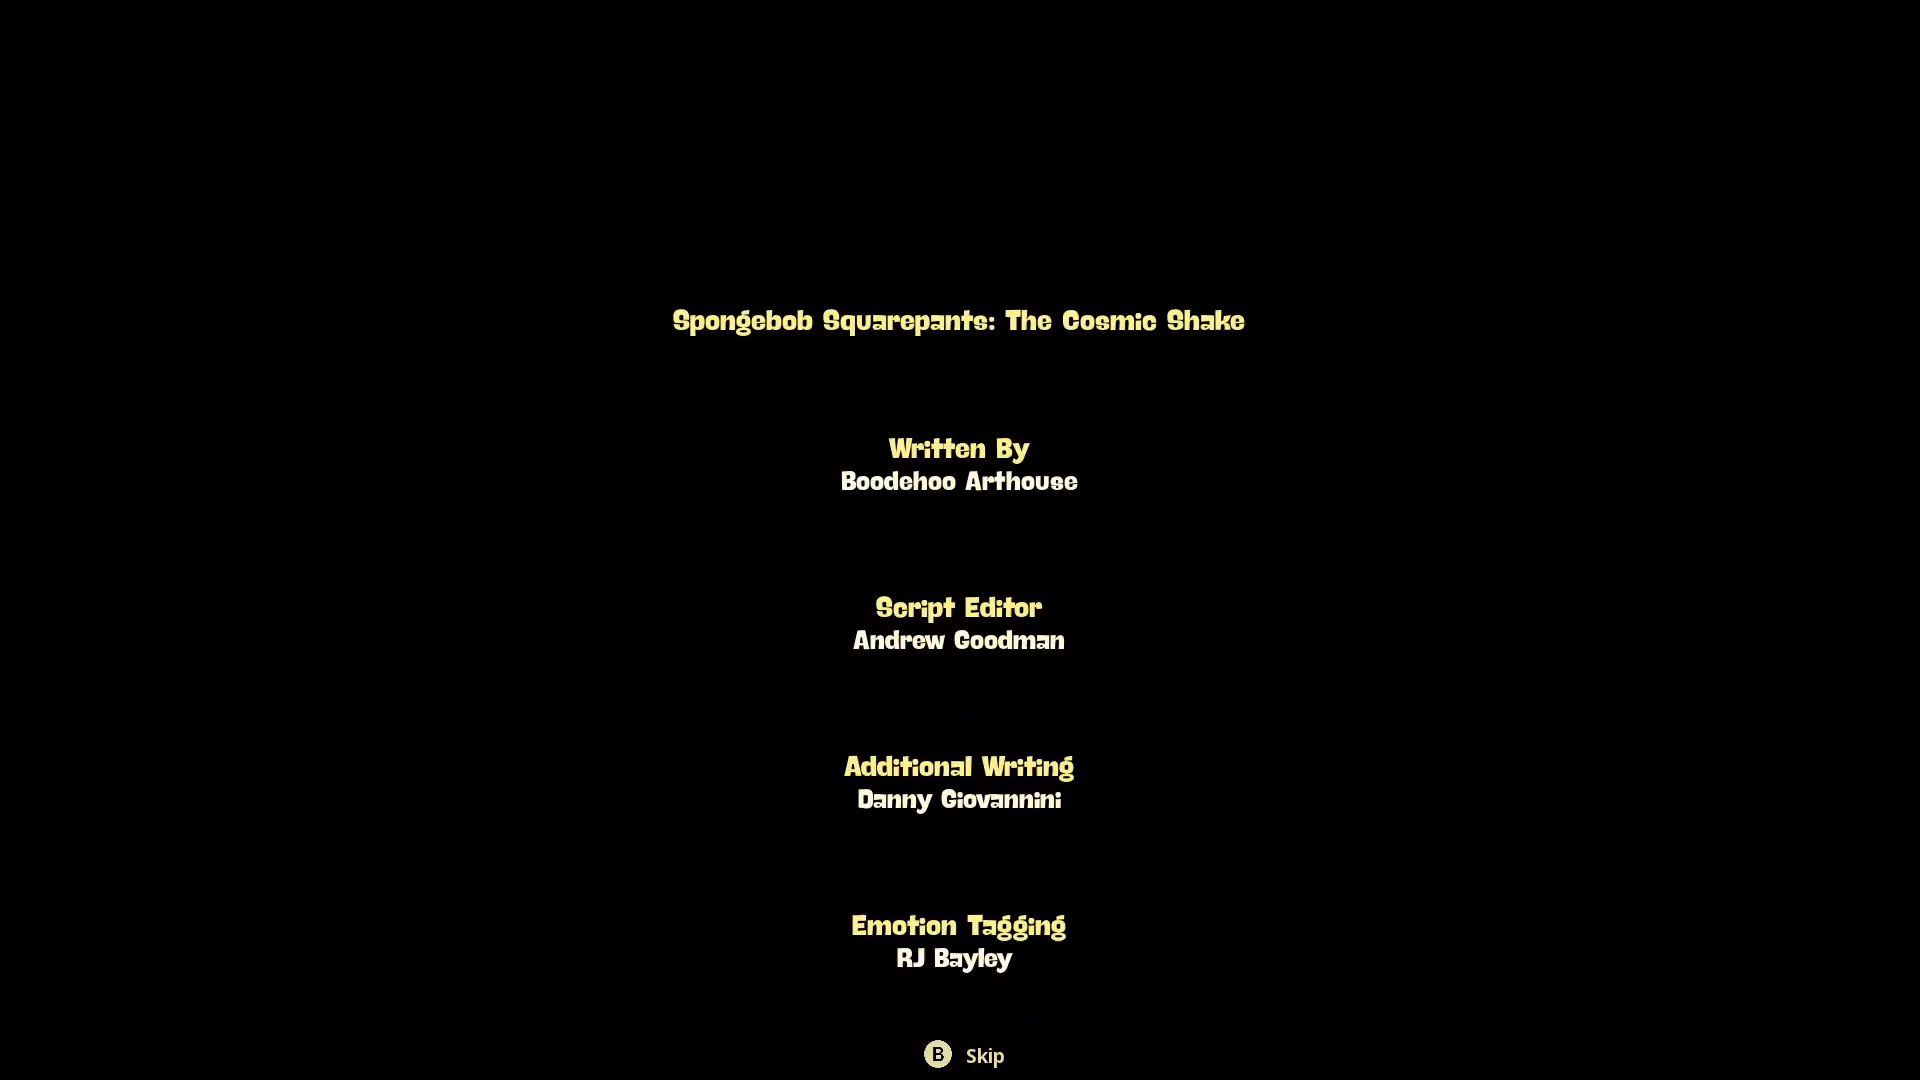 Spongebob Squarepants: The Cosmic Shake
Written By
Boodehoo Arthouse
Script Editor
Andrew Goodman
Additional Writing
Danny Giovannini
Emotion Tagging
RJ Bayley
B Skip